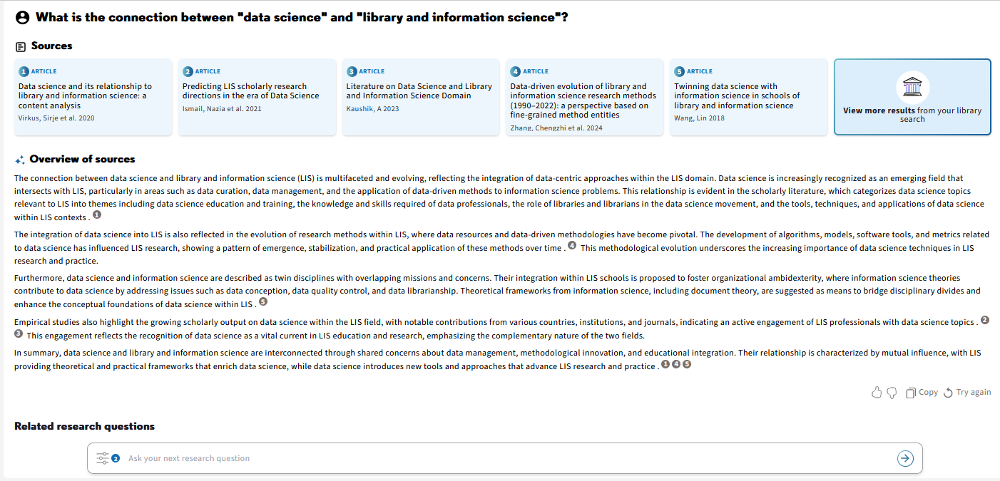 What is the connection between "data science" and "library and information science"?
Sources
1 ARTICLE
Data science and its relationship to
library and information science: a
content analysis
Virkus, Sirje et al. 2020
2 ARTICLE
Predicting LIS scholarly research
directions in the era of Data Science
Ismail, Nazia et al. 2021
3 ARTICLE
Literature on Data Science and Library
and Information Science Domain
Kaushik, A 2023
4 ARTICLE
Data-driven evolution of library and
information science research methods
(1990–2022): a perspective based on
fine-grained method entities
Zhang, Chengzhi et al. 2024
5 ARTICLE
Twinning data science with
information science in schools of
library and information science
Wang, Lin 2018
View more results from your library
search
Overview of sources
The connection between data science and library and information science (LIS) is multifaceted and evolving, reflecting the integration of data-centric approaches within the LIS domain. Data science is increasingly recognized as an emerging field that
intersects with LIS, particularly in areas such as data curation, data management, and the application of data-driven methods to information science problems. This relationship is evident in the scholarly literature, which categorizes data science topics
relevant to LIS into themes including data science education and training, the knowledge and skills required of data professionals, the role of libraries and librarians in the data science movement, and the tools, techniques, and applications of data science
within LIS contexts . 1
The integration of data science into LIS is also reflected in the evolution of research methods within LIS, where data resources and data-driven methodologies have become pivotal. The development of algorithms, models, software tools, and metrics related
to data science has influenced LIS research, showing a pattern of emergence, stabilization, and practical application of these methods over time . 4 This methodological evolution underscores the increasing importance of data science techniques in LIS
research and practice.
Furthermore, data science and information science are described as twin disciplines with overlapping missions and concerns. Their integration within LIS schools is proposed to foster organizational ambidexterity, where information science theories
contribute to data science by addressing issues such as data conception, data quality control, and data librarianship. Theoretical frameworks from information science, including document theory, are suggested as means to bridge disciplinary divides and
enhance the conceptual foundations of data science within LIS . 5
Empirical studies also highlight the growing scholarly output on data science within the LIS field, with notable contributions from various countries, institutions, and journals, indicating an active engagement of LIS professionals with data science topics . 2
3 This engagement reflects the recognition of data science as a vital current in LIS education and research, emphasizing the complementary nature of the two fields.
In summary, data science and library and information science are interconnected through shared concerns about data management, methodological innovation, and educational integration. Their relationship is characterized by mutual influence, with LIS
providing theoretical and practical frameworks that enrich data science, while data science introduces new tools and approaches that advance LIS research and practice . 1 4 5
Copy Try again
Related research questions
2 Ask your next research question